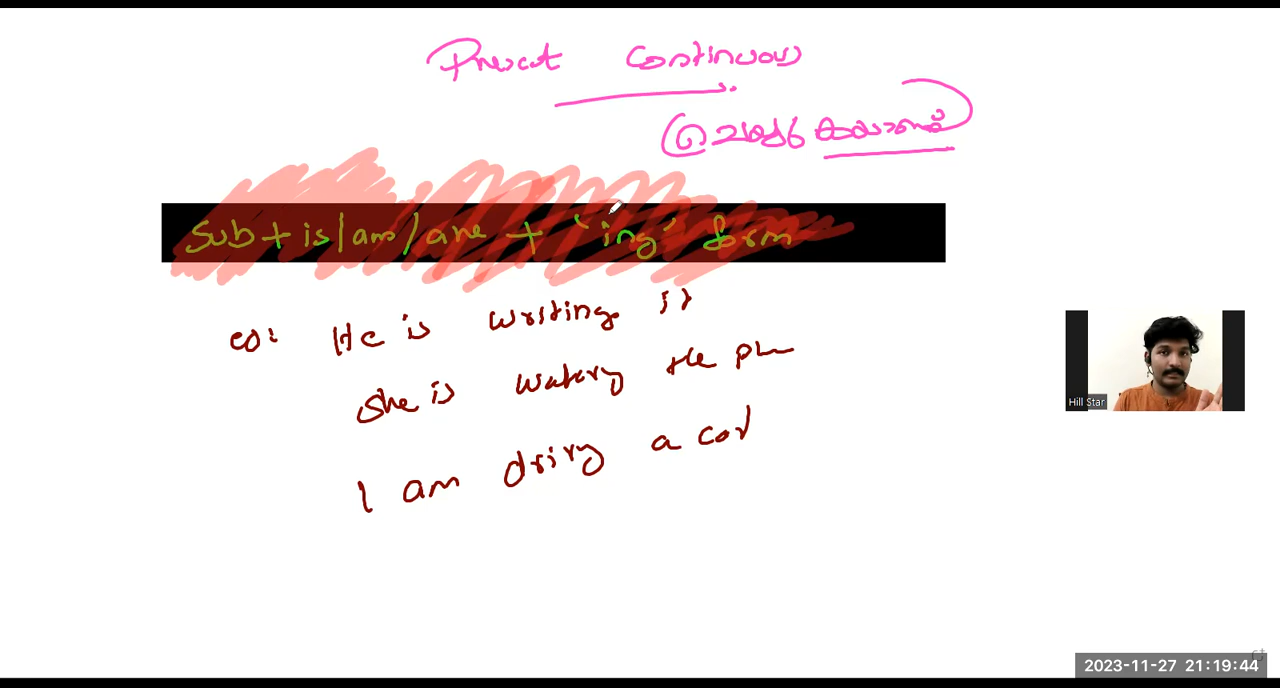 Present Continuous
Sub + is/am/are + 'ing' form
eg: He is writing it
She is watering the
I am driving a car
Hill Star
2023-11-27 21:19:44